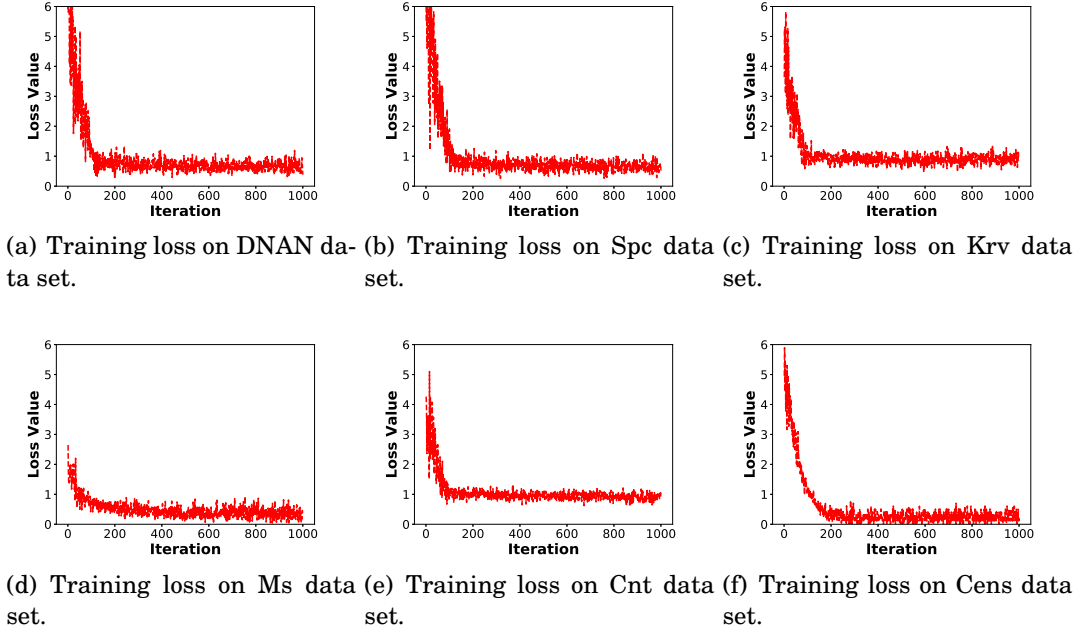 6
5
4
3
2
1
0
Loss Value
0 200 400 600 800 1000
Iteration
(a) Training loss on DNAN da-
ta set.
6
5
4
3
2
1
0
Loss Value
0 200 400 600 800 1000
Iteration
(b) Training loss on Spc data
set.
6
5
4
3
2
1
0
Loss Value
0 200 400 600 800 1000
Iteration
(c) Training loss on Krv data
set.
6
5
4
3
2
1
0
Loss Value
0 200 400 600 800 1000
Iteration
(d) Training loss on Ms data
set.
6
5
4
3
2
1
0
Loss Value
0 200 400 600 800 1000
Iteration
(e) Training loss on Cnt data
set.
6
5
4
3
2
1
0
Loss Value
0 200 400 600 800 1000
Iteration
(f) Training loss on Cens data
set.